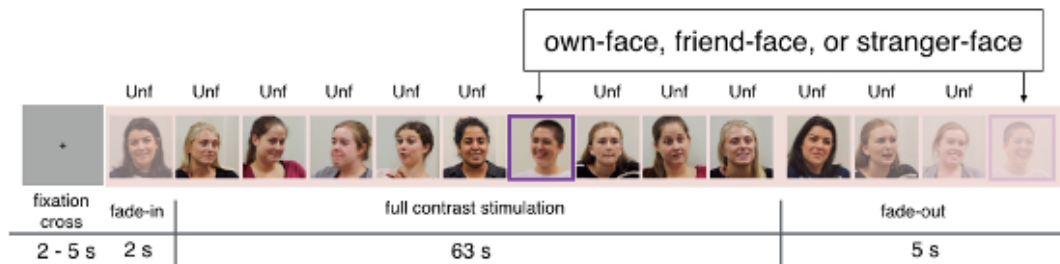 own-face, friend-face, or stranger-face
Unf Unf Unf Unf Unf Unf Unf Unf Unf Unf Unf Unf
+
fixation
cross
fade-in
full contrast stimulation
fade-out
2 - 5 s
2 s
63 s
5 s